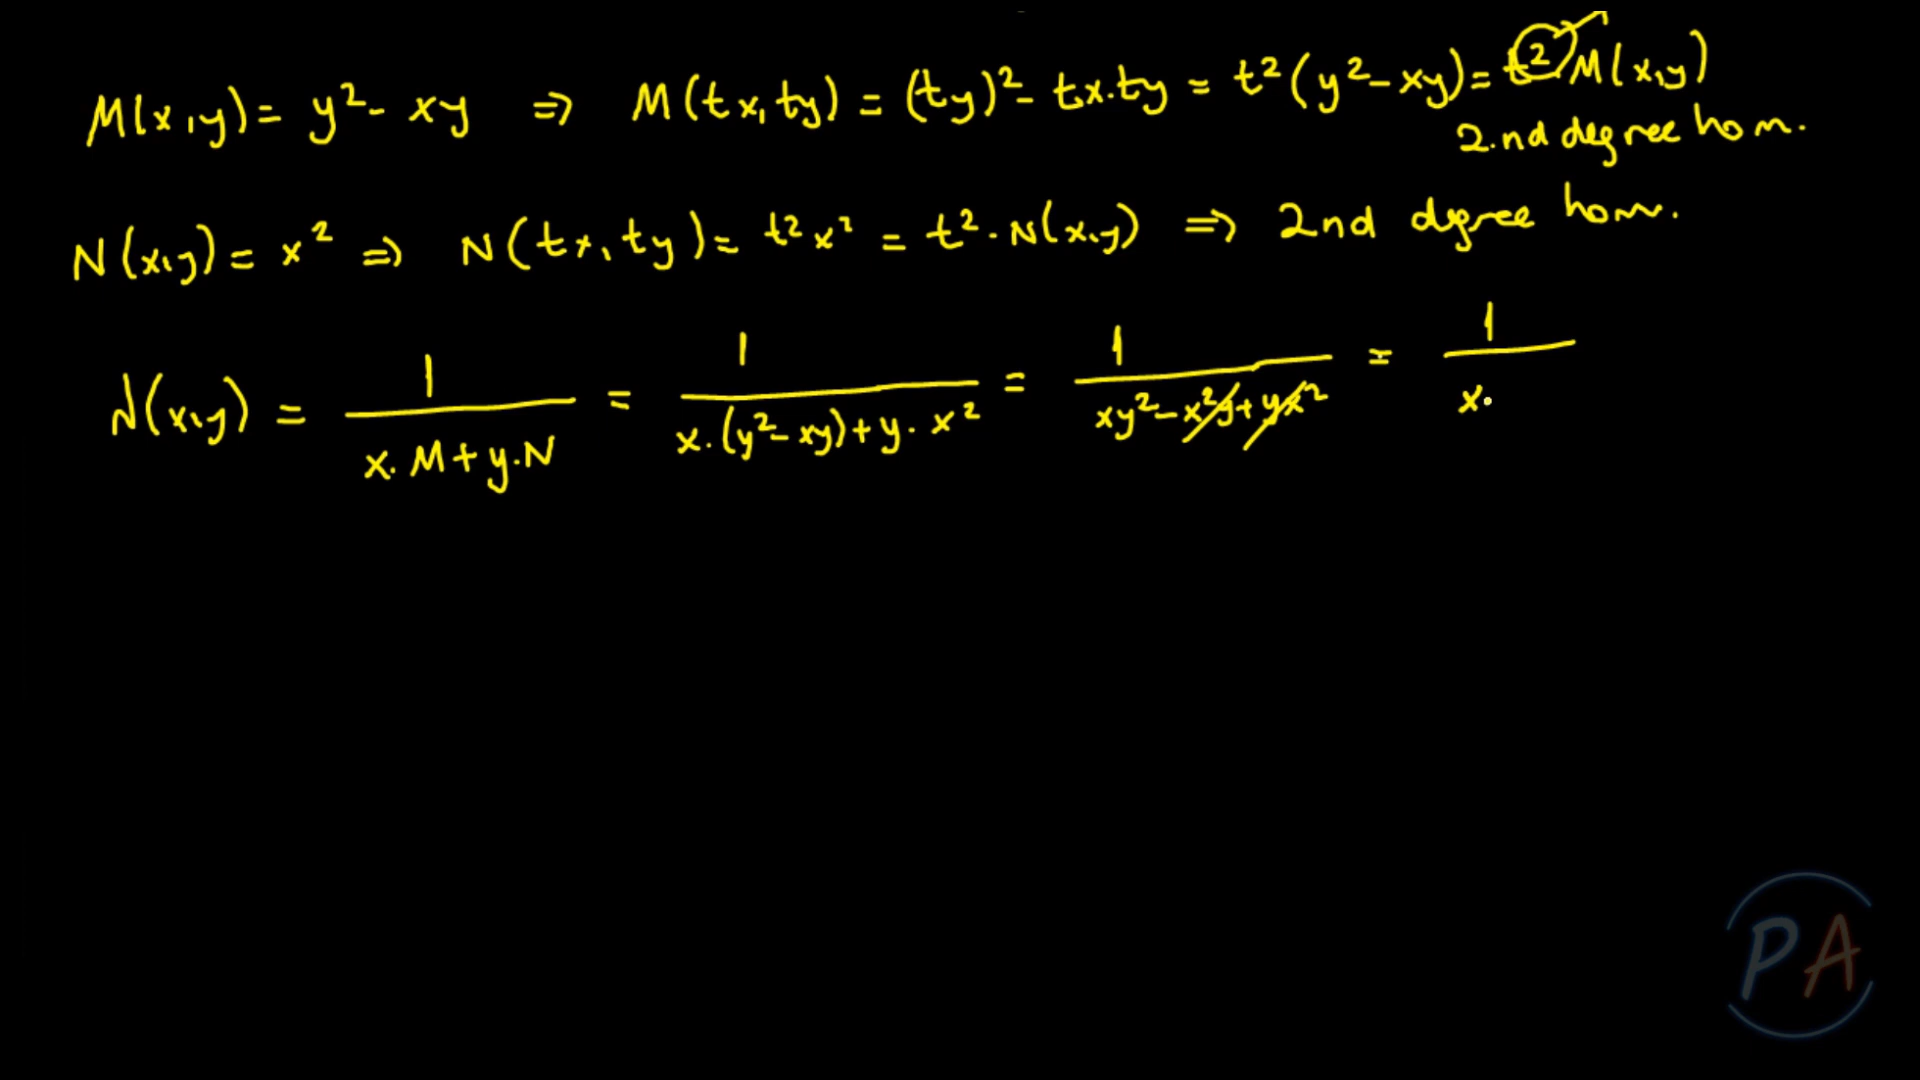 M(x,y) = y² - xy ⇒ M(tx,ty) = (ty)² - tx.ty = t²(y² - xy) = t² M(x,y)
2.nd degree hom.
N(x,y) = x² ⇒ N(tx,ty) = t²x² = t². N(x,y) ⇒ 2nd degree hom.
λ(x,y) = 1/(x.M + y.N) = 1/(x.(y² - xy) + y.x²) = 1/(xy² - x²y + yx²) = 1/x.
PA